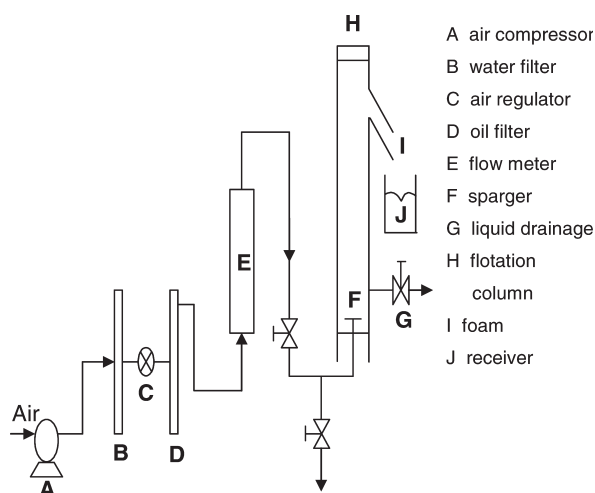 H
A air compressor
B water filter
C air regulator
D oil filter
E flow meter
F sparger
G liquid drainage
H flotation
column
I foam
J receiver
I
J
E
F
G
C
Air
B
D
A